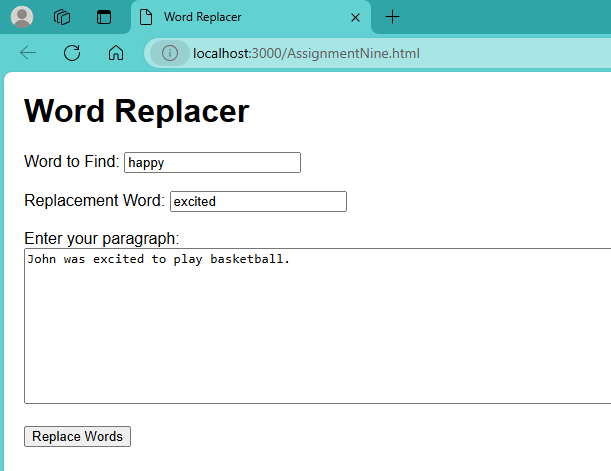 Word Replacer
localhost:3000/AssignmentNine.html
Word Replacer
Word to Find: happy
Replacement Word: excited
Enter your paragraph:
John was excited to play basketball.
Replace Words